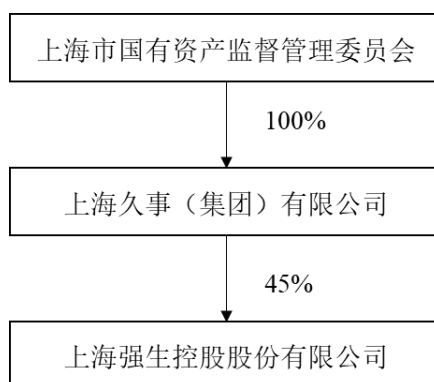 上海市国有资产监督管理委员会
100%
上海久事（集团）有限公司
45%
上海强生控股股份有限公司